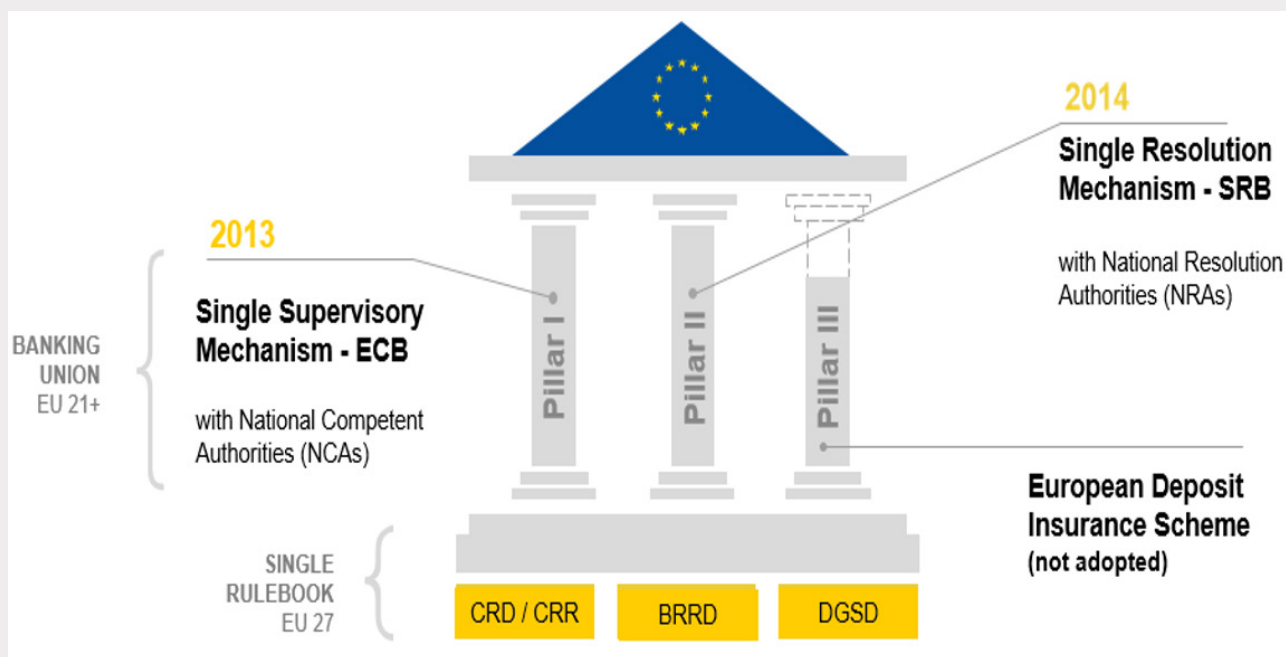 2014
Single Resolution
Mechanism - SRB
with National Resolution
Authorities (NRAs)
2013
Single Supervisory
Mechanism - ECB
with National Competent
Authorities (NCAs)
BANKING
UNION
EU 21+
Pillar I
Pillar II
Pillar III
European Deposit
Insurance Scheme
(not adopted)
SINGLE
RULEBOOK
EU 27
CRD / CRR
BRRD
DGSD